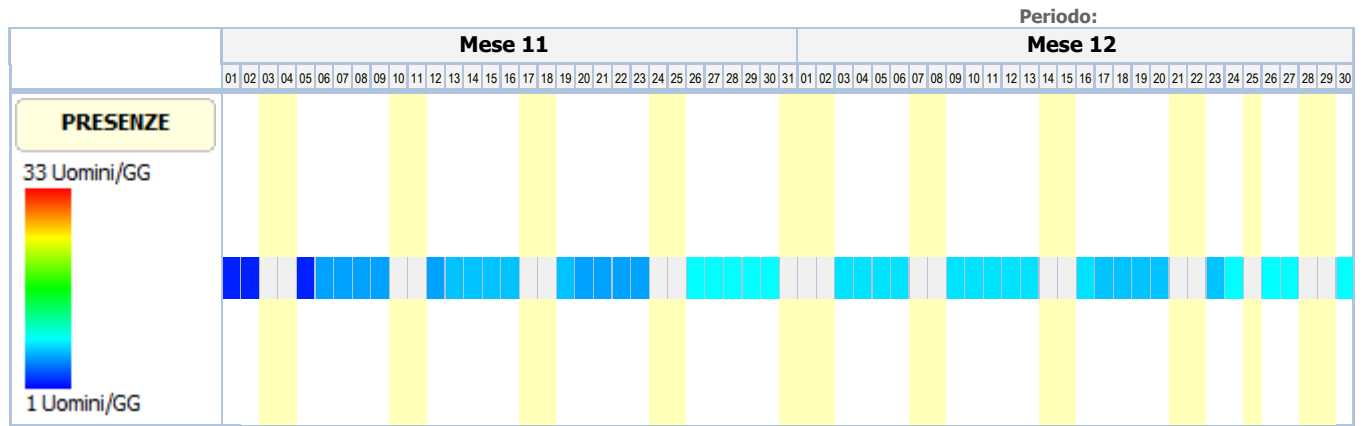 Periodo:
Mese 11 Mese 12
01 02 03 04 05 06 07 08 09 10 11 12 13 14 15 16 17 18 19 20 21 22 23 24 25 26 27 28 29 30 31 01 02 03 04 05 06 07 08 09 10 11 12 13 14 15 16 17 18 19 20 21 22 23 24 25 26 27 28 29 30
PRESENZE
33 Uomini/GG
1 Uomini/GG